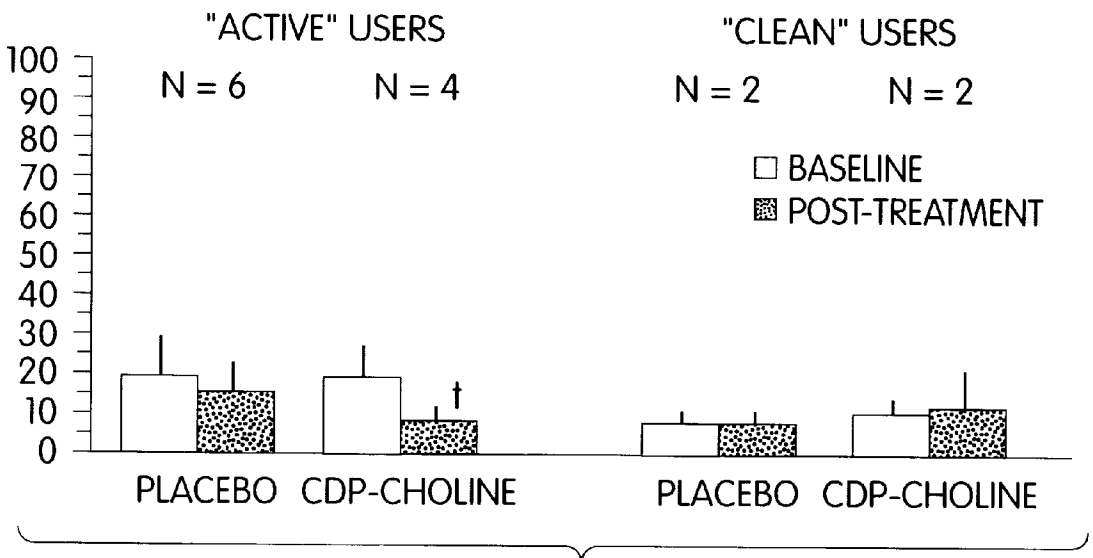 "ACTIVE" USERS "CLEAN" USERS
N = 6 N = 4 N = 2 N = 2
100
90
80
70
60
50
40
30
20
10
0
BASELINE
POST-TREATMENT
†
PLACEBO CDP-CHOLINE PLACEBO CDP-CHOLINE